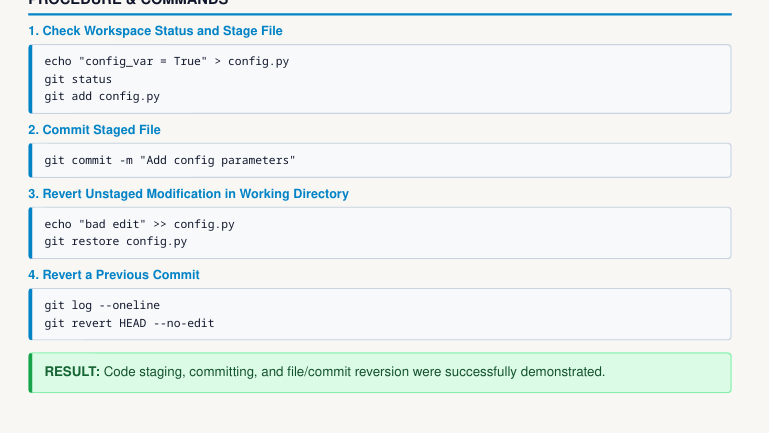 PROCEDURE & COMMANDS
1. Check Workspace Status and Stage File
echo "config_var = True" > config.py
git status
git add config.py
2. Commit Staged File
git commit -m "Add config parameters"
3. Revert Unstaged Modification in Working Directory
echo "bad edit" >> config.py
git restore config.py
4. Revert a Previous Commit
git log --oneline
git revert HEAD --no-edit
RESULT: Code staging, committing, and file/commit reversion were successfully demonstrated.